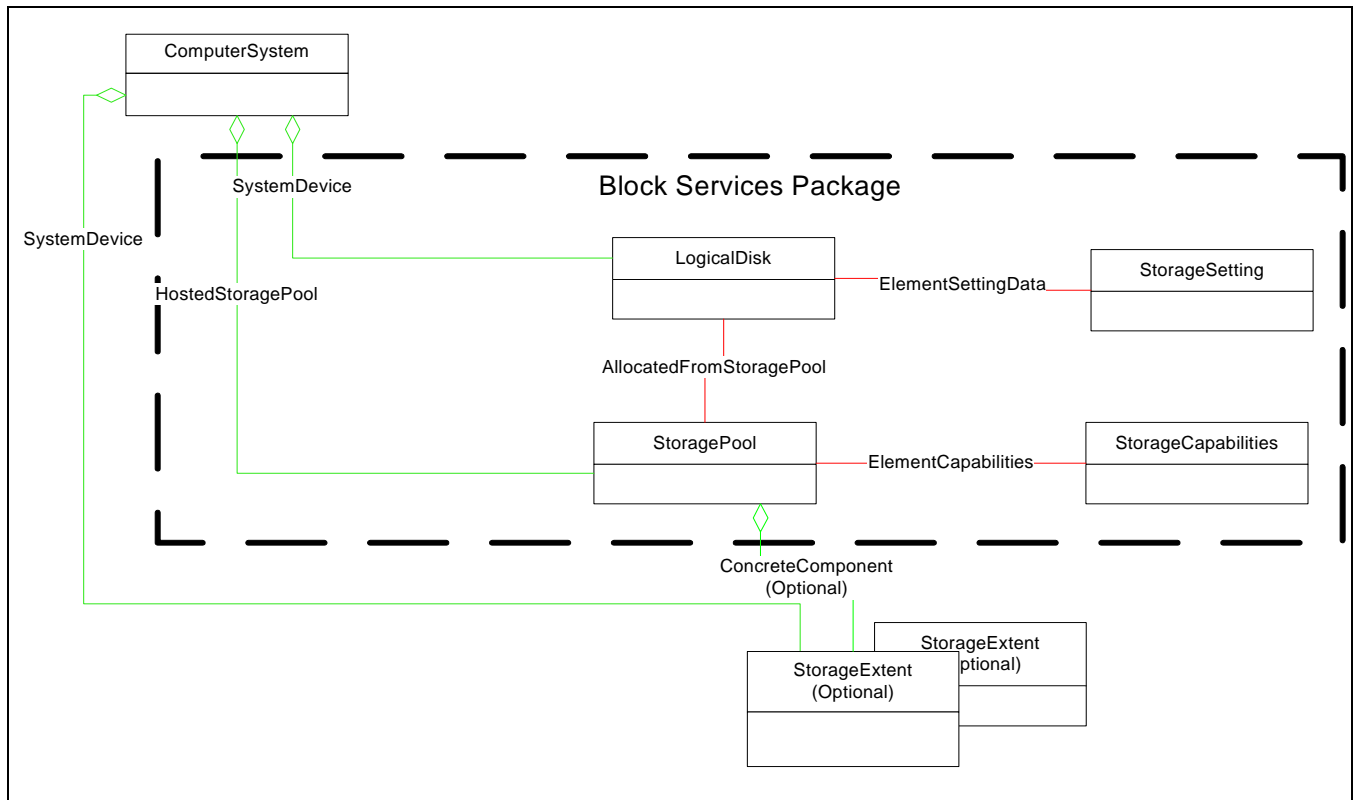 ComputerSystem
SystemDevice
Block Services Package
SystemDevice
LogicalDisk
StorageSetting
ElementSettingData
HostedStoragePool
AllocatedFromStoragePool
StoragePool
StorageCapabilities
ElementCapabilities
ConcreteComponent
(Optional)
StorageExtent
ptional)
StorageExtent
(Optional)